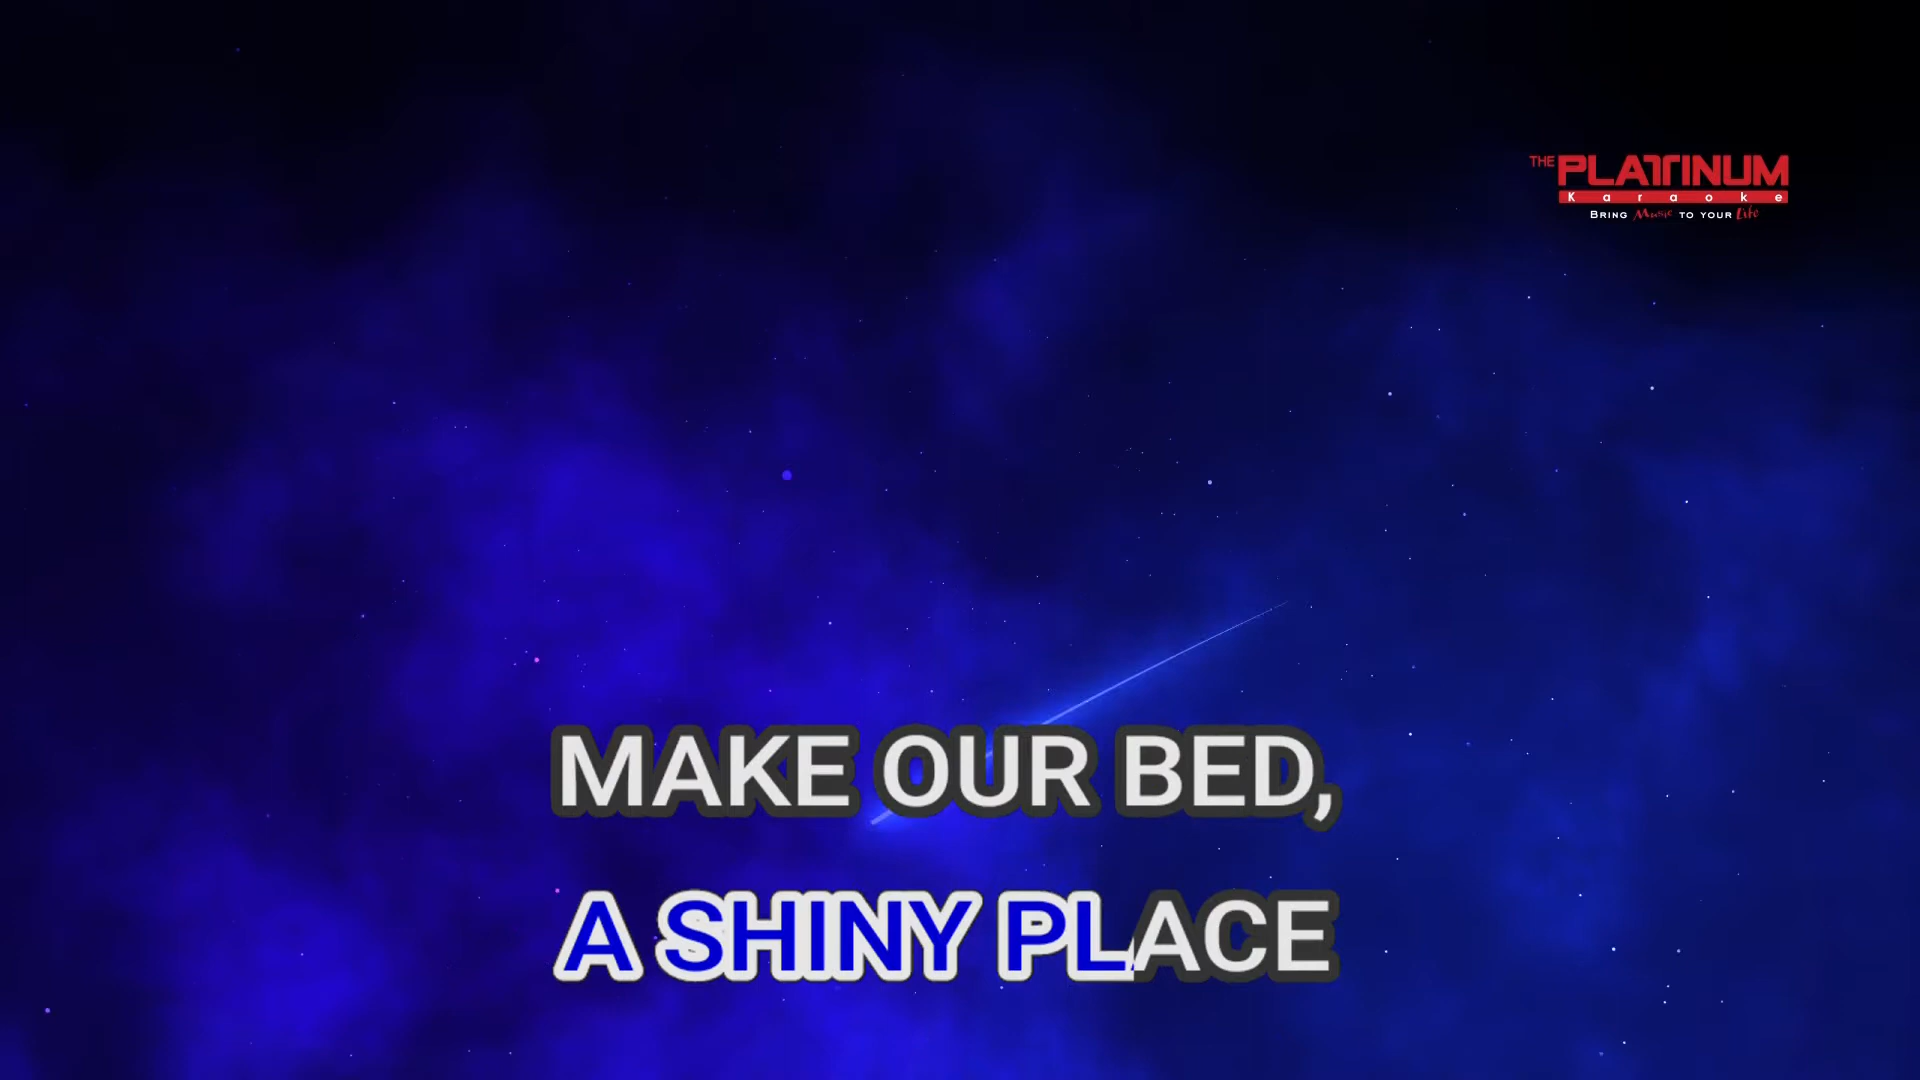 THE PLATINUM
Karaoke
BRING Music TO YOUR Life
MAKE OUR BED,
A SHINY PLACE